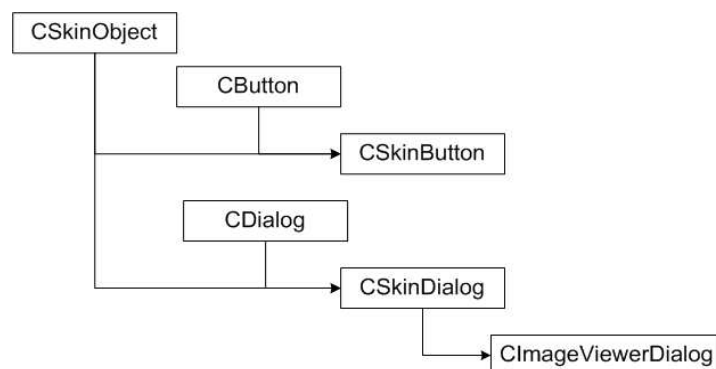 CSkinObject
CButton
CSkinButton
CDialog
CSkinDialog
CImageViewerDialog